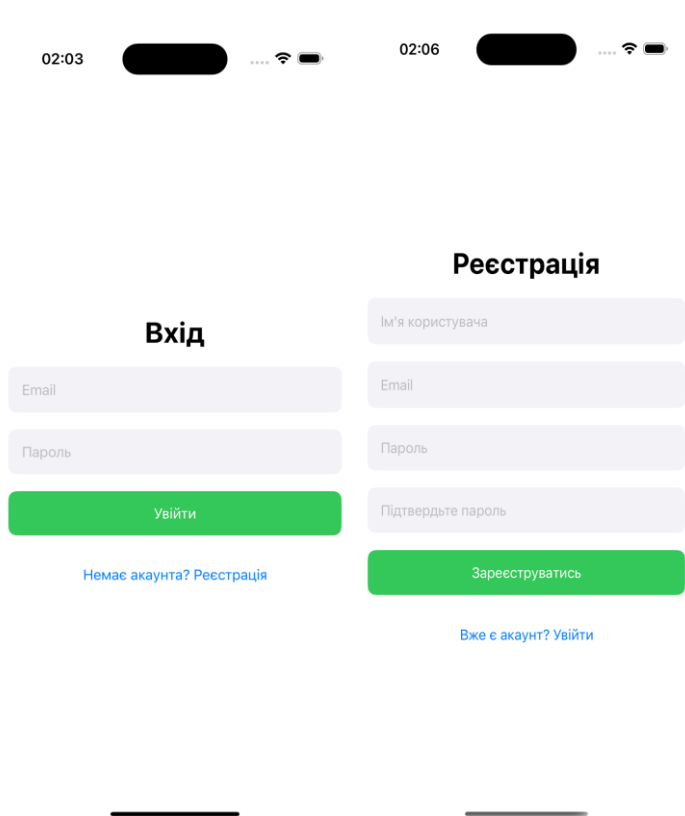 02:03
Вхід
Email
Пароль
Увійти
Немає акаунта? Реєстрація
02:06
Реєстрація
Ім'я користувача
Email
Пароль
Підтвердьте пароль
Зареєструватись
Вже є акаунт? Увійти